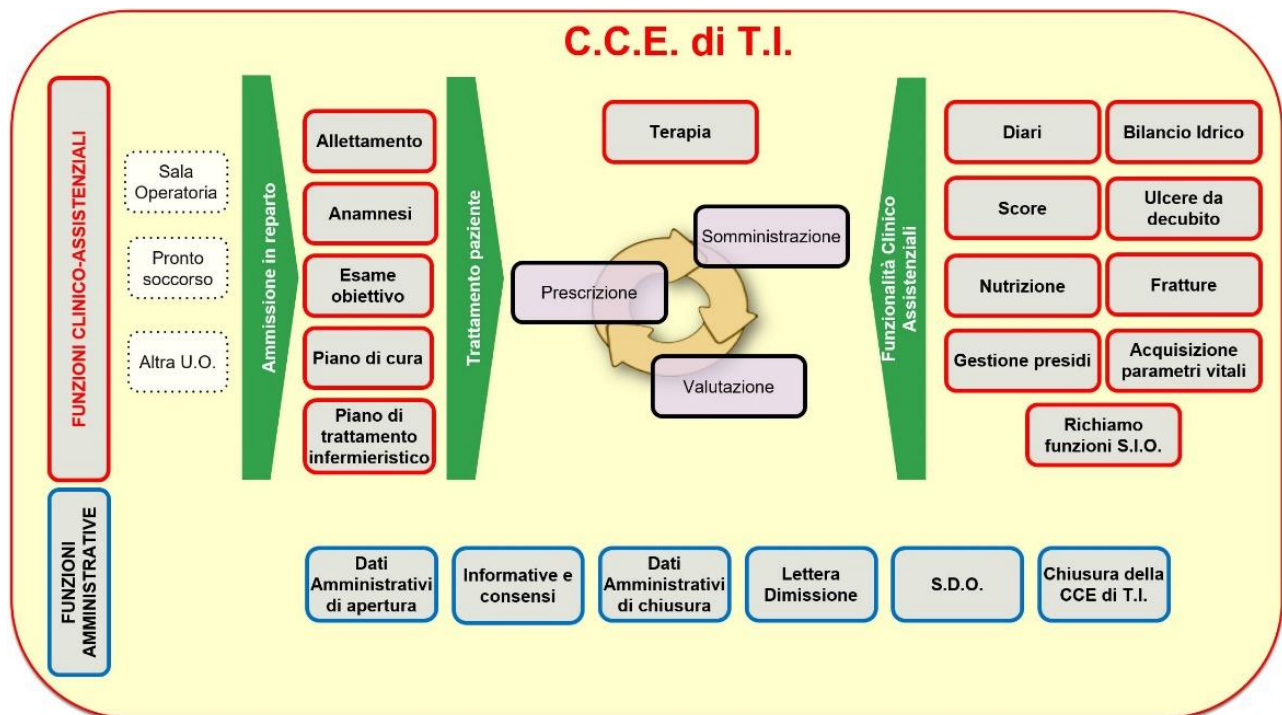 C.C.E. di T.I.
FUNZIONI CLINICO-ASSISTENZIALI
Sala
Operatoria
Pronto
soccorso
Altra U.O.
Ammissione in reparto
Allettamento
Anamnesi
Esame
obiettivo
Piano di cura
Piano di
trattamento
infermieristico
Trattamento paziente
Terapia
Somministrazione
Prescrizione
Valutazione
Funzionalità Clinico
Assistenziali
Diari
Bilancio Idrico
Score
Ulcere da
decubito
Nutrizione
Fratture
Gestione presidi
Acquisizione
parametri vitali
Richiamo
funzioni S.I.O.
FUNZIONI
AMMINISTRATIVE
Dati
Amministrativi
di apertura
Informative e
consensi
Dati
Amministrativi
di chiusura
Lettera
Dimissione
S.D.O.
Chiusura della
CCE di T.I.